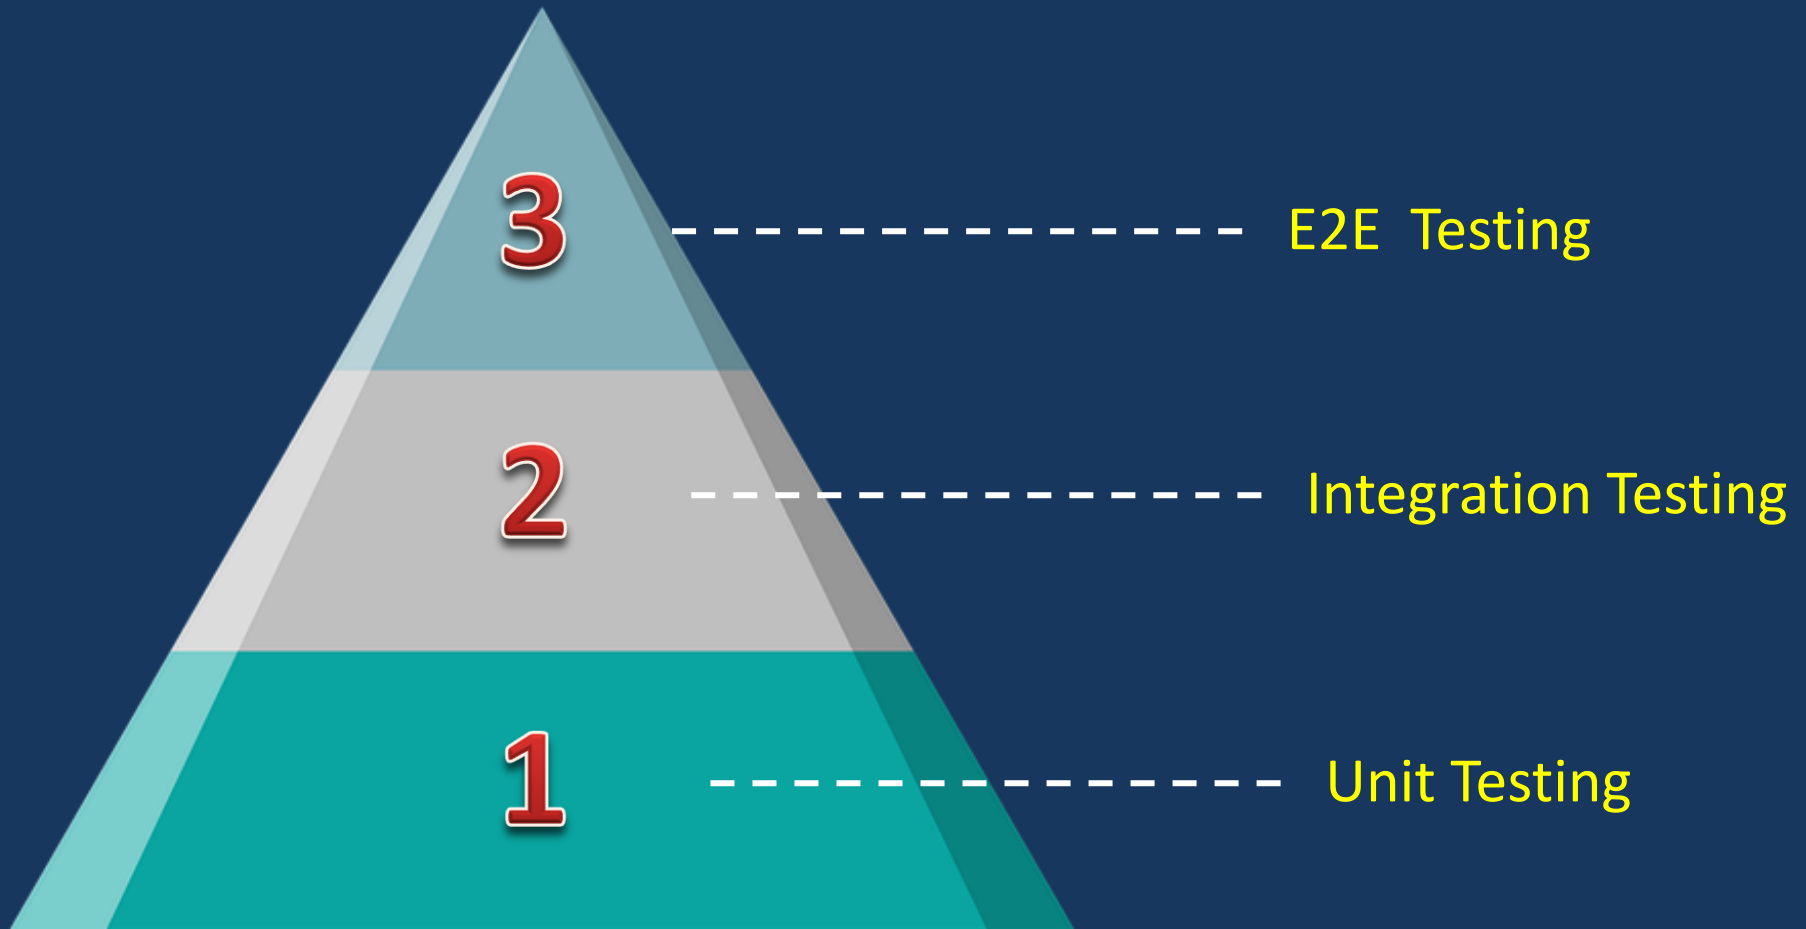 3
E2E Testing
2
Integration Testing
1
Unit Testing